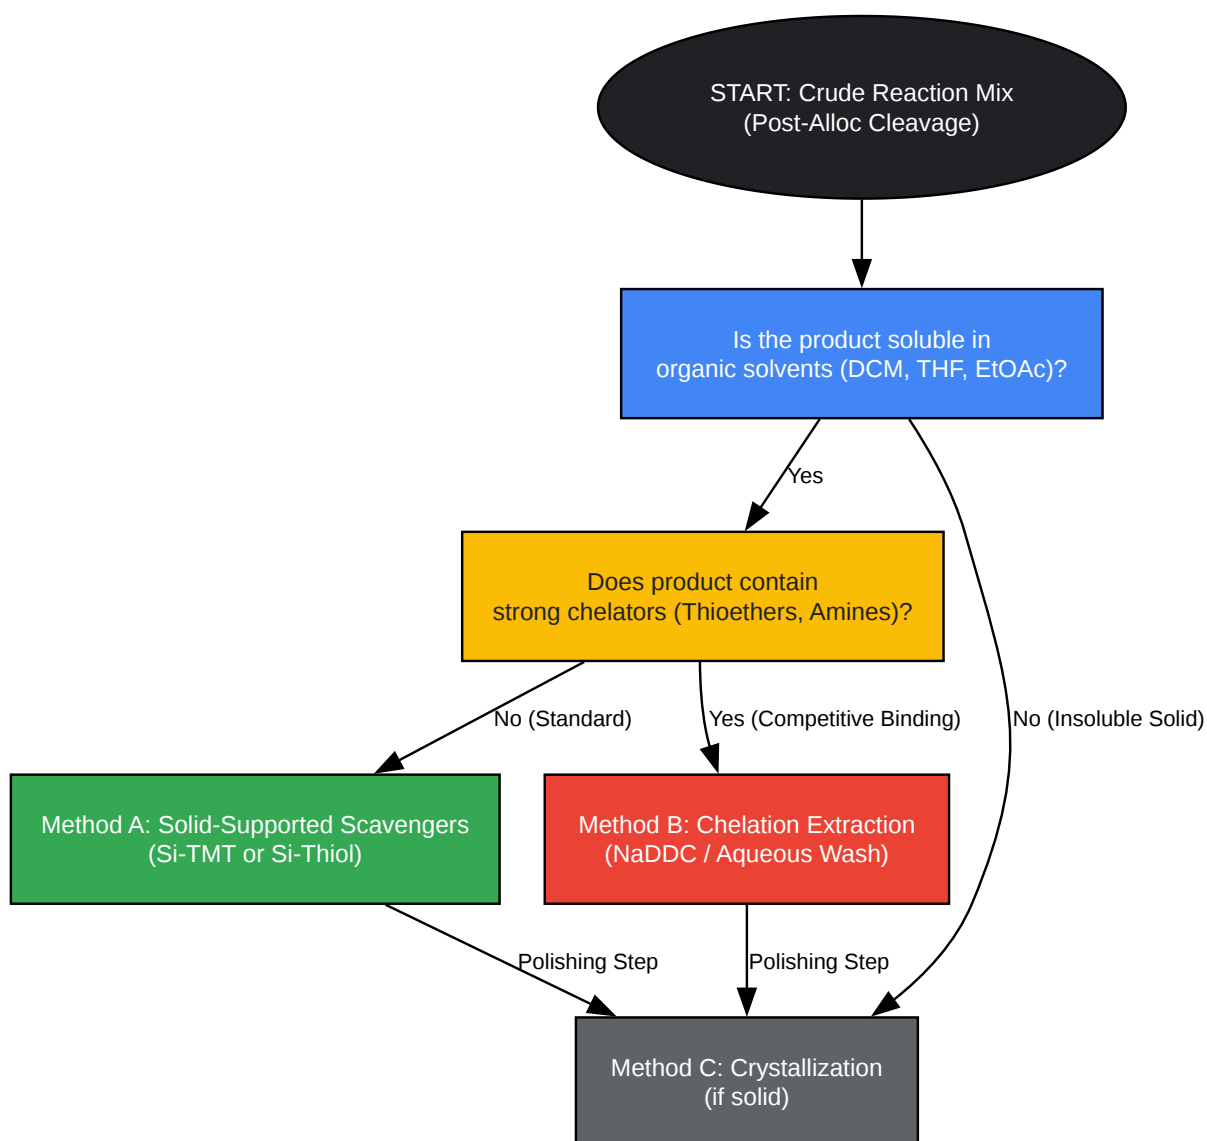 START: Crude Reaction Mix
(Post-Alloc Cleavage)
Is the product soluble in
organic solvents (DCM, THF, EtOAc)?
Yes
Does product contain
strong chelators (Thioethers, Amines)?
No (Standard)
Yes (Competitive Binding)
No (Insoluble Solid)
Method A: Solid-Supported Scavengers
(Si-TMT or Si-Thiol)
Method B: Chelation Extraction
(NaDDC / Aqueous Wash)
Polishing Step
Polishing Step
Method C: Crystallization
(if solid)